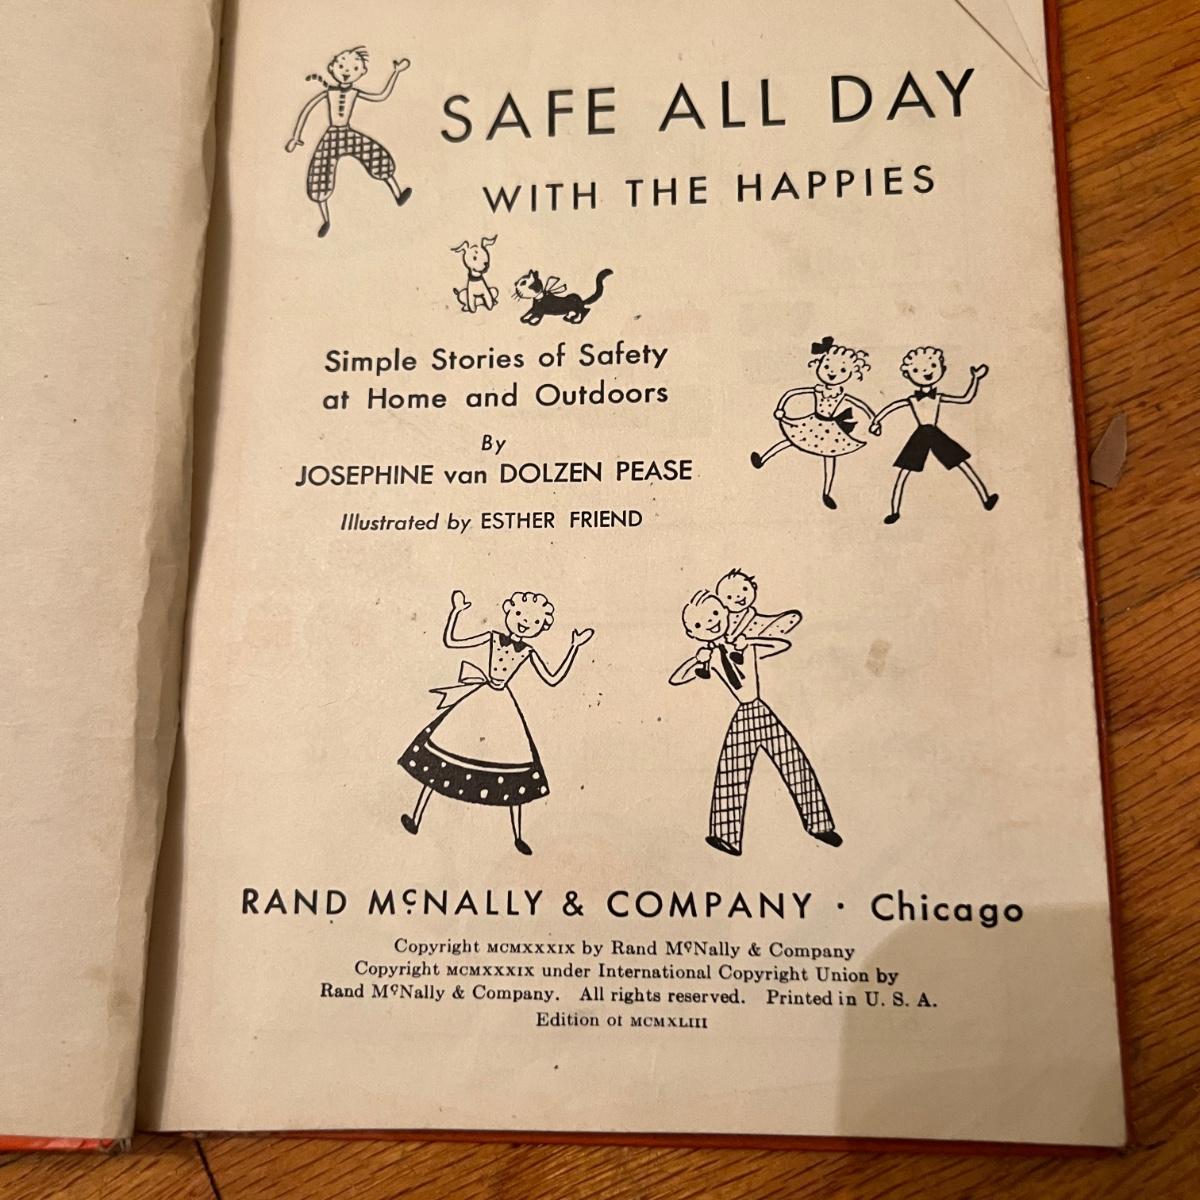 SAFE ALL DAY
WITH THE HAPPIES
Simple Stories of Safety
at Home and Outdoors
By
JOSEPHINE van DOLZEN PEASE
Illustrated by ESTHER FRIEND
RAND McNALLY & COMPANY · Chicago
Copyright MCMXXXIX by Rand McNally & Company
Copyright MCMXXXIX under International Copyright Union by
Rand McNally & Company. All rights reserved. Printed in U. S. A.
Edition of MCMXLIII